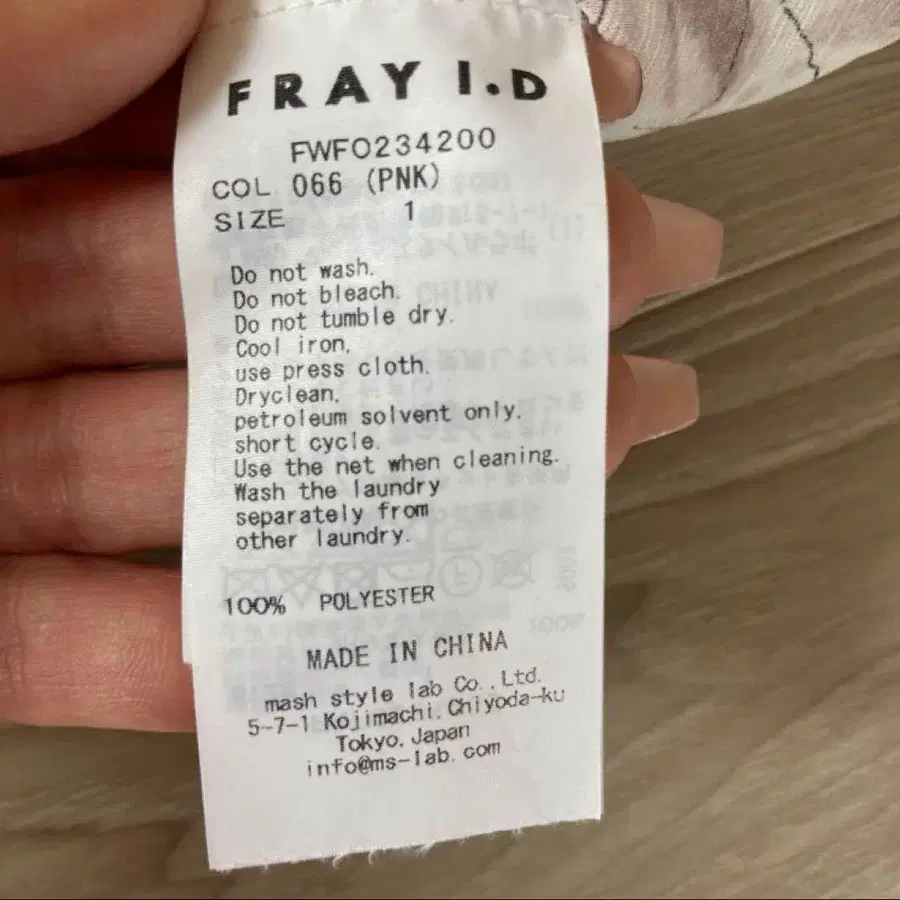 FRAY I.D
FWFO234200
COL 066 (PNK)
SIZE 1
Do not wash.
Do not bleach.
Do not tumble dry.
Cool iron.
use press cloth.
Dryclean.
petroleum solvent only.
short cycle.
Use the net when cleaning.
Wash the laundry
separately from
other laundry.
100% POLYESTER
MADE IN CHINA
mash style lab Co.,Ltd.
5-7-1 Kojimachi.Chiyoda-ku
Tokyo.Japan
info@ms-lab.com